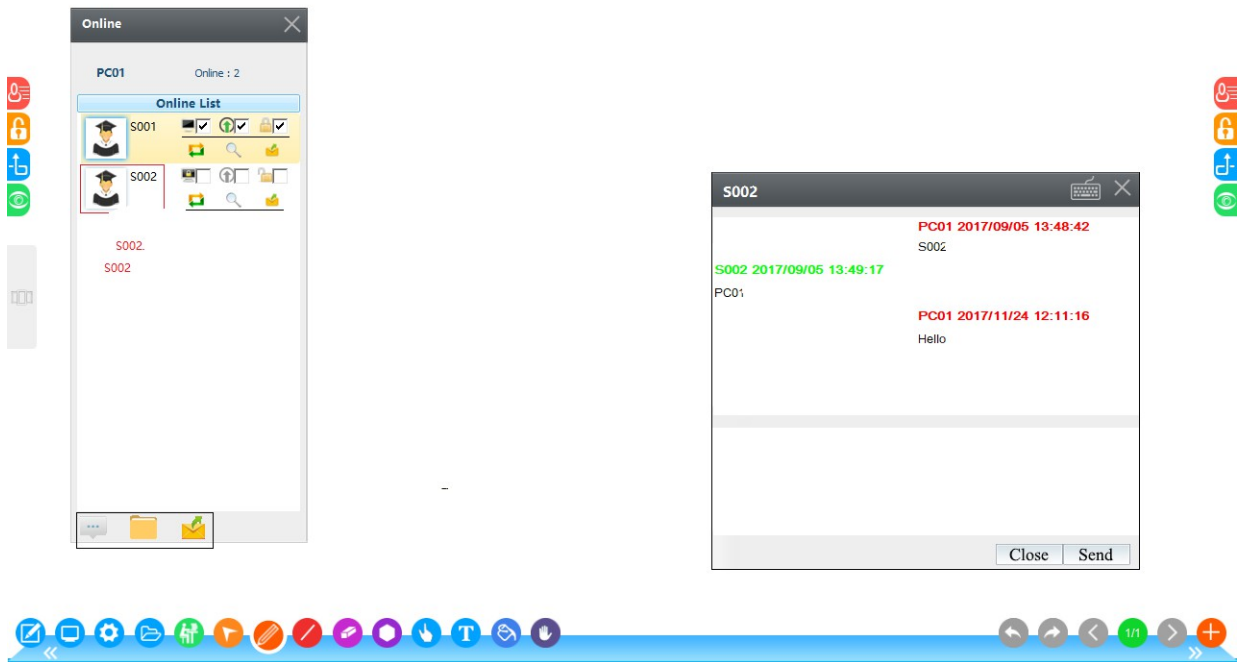 Online
PC01 Online : 2
Online List
S001
S002
S002.
S002
S002
PC01 2017/09/05 13:48:42
S002
S002 2017/09/05 13:49:17
PC01
PC01 2017/11/24 12:11:16
Hello
Close Send
T
1/1